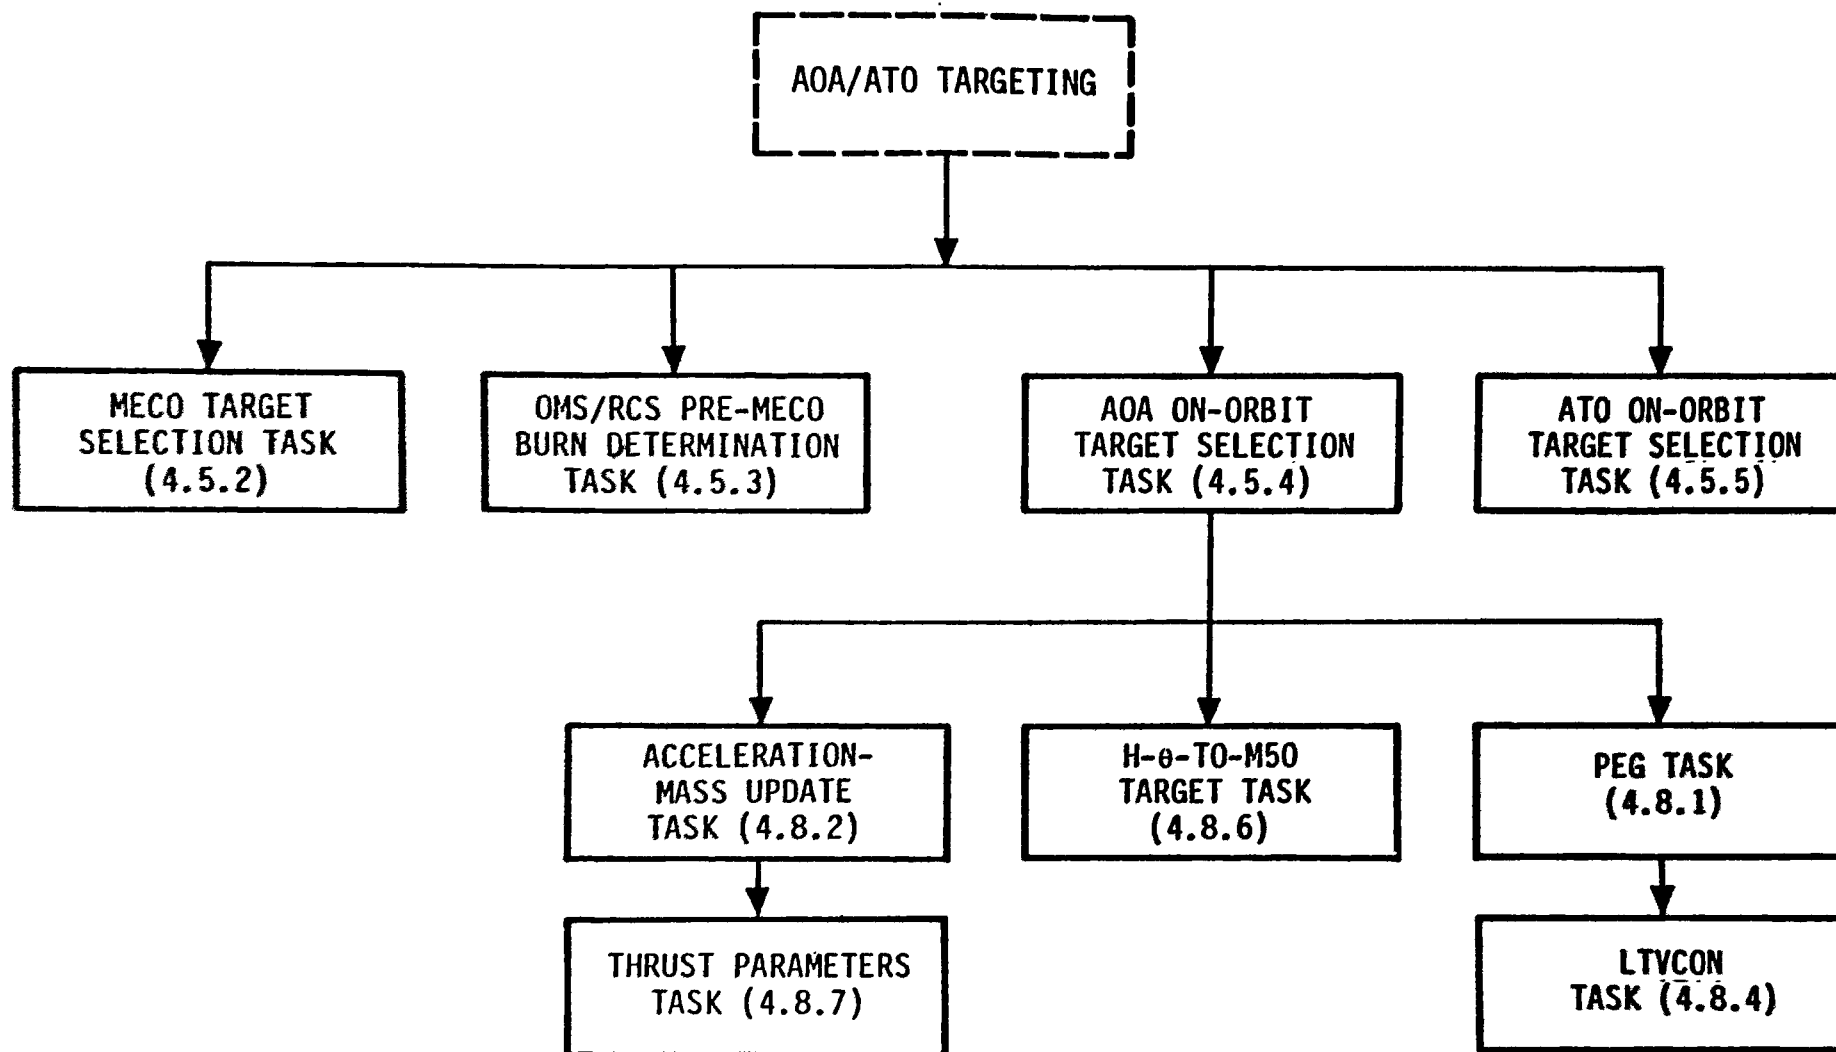 AOA/ATO TARGETING
MECO TARGET
SELECTION TASK
(4.5.2)
OMS/RCS PRE-MECO
BURN DETERMINATION
TASK (4.5.3)
AOA ON-ORBIT
TARGET SELECTION
TASK (4.5.4)
ATO ON-ORBIT
TARGET SELECTION
TASK (4.5.5)
ACCELERATION-
MASS UPDATE
TASK (4.8.2)
H-θ-TO-M50
TARGET TASK
(4.8.6)
PEG TASK
(4.8.1)
THRUST PARAMETERS
TASK (4.8.7)
LTVCON
TASK (4.8.4)